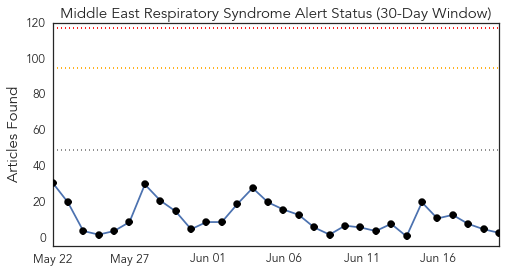 Middle East Respiratory Syndrome Alert Status (30-Day Window)
Articles Found
120
100
80
60
40
20
0
May 22 May 27 Jun 01 Jun 06 Jun 11 Jun 16